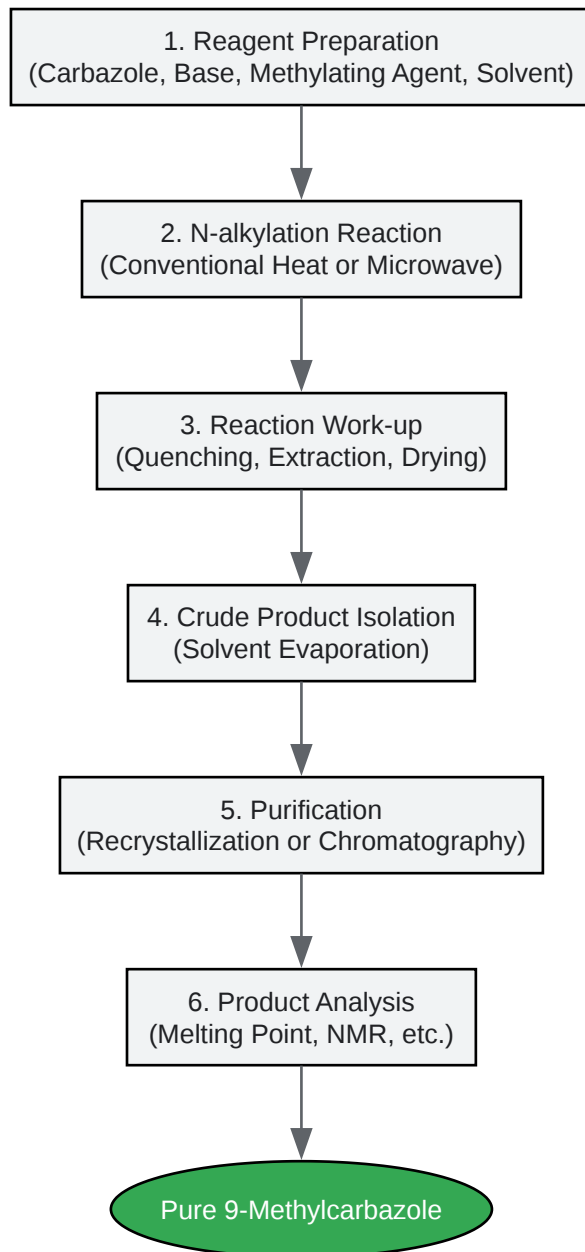 1. Reagent Preparation
(Carbazole, Base, Methylating Agent, Solvent)
2. N-alkylation Reaction
(Conventional Heat or Microwave)
3. Reaction Work-up
(Quenching, Extraction, Drying)
4. Crude Product Isolation
(Solvent Evaporation)
5. Purification
(Recrystallization or Chromatography)
6. Product Analysis
(Melting Point, NMR, etc.)
Pure 9-Methylcarbazole